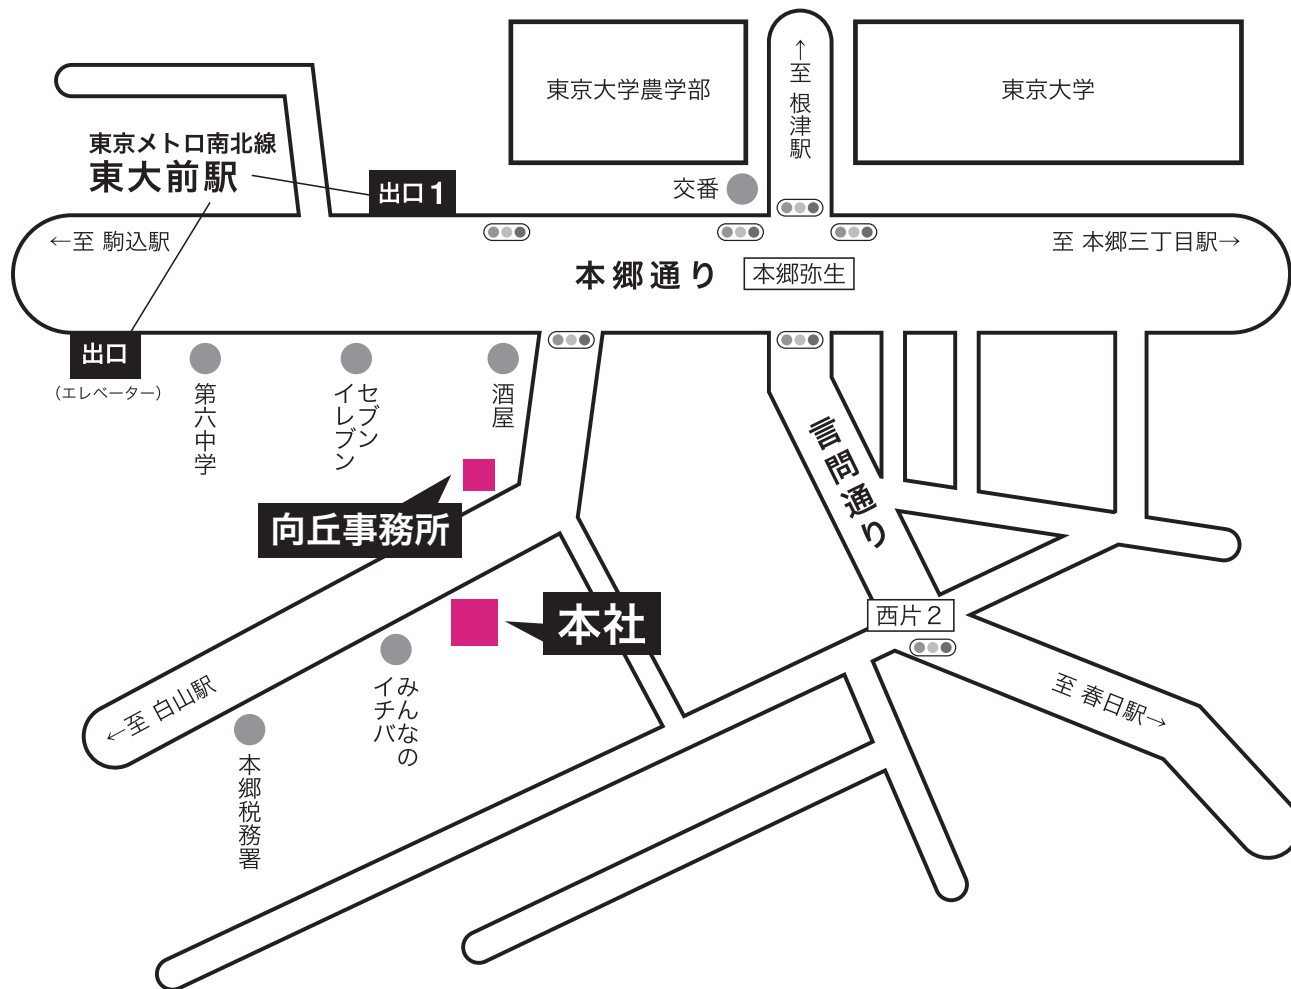 東京大学農学部
←至 根津駅
東京大学
東京メトロ南北線
東大前駅
出口1
交番
←至 駒込駅
至 本郷三丁目駅→
本郷通り
本郷弥生
出口
（エレベーター）
第六中学
セブン
イレブン
酒屋
言問通り
向丘事務所
本社
西片2
←至 白山駅
みんなの
イチバ
至 春日駅→
本郷税務署